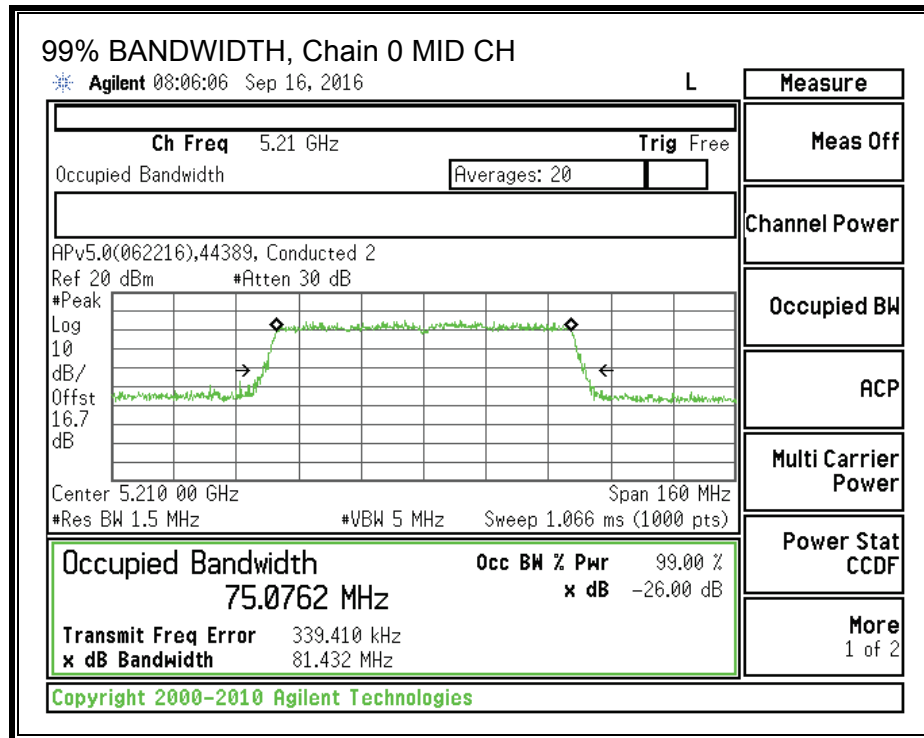 99% BANDWIDTH, Chain 0 MID CH
Agilent 08:06:06 Sep 16, 2016 L
Measure
Ch Freq 5.21 GHz Trig Free
Occupied Bandwidth Averages: 20
APv5.0(062216),44389, Conducted 2
Ref 20 dBm #Atten 30 dB
#Peak
Log
10
dB/
Offst
16.7
dB
Center 5.210 00 GHz Span 160 MHz
#Res BW 1.5 MHz #VBW 5 MHz Sweep 1.066 ms (1000 pts)
Occupied Bandwidth Occ BW % Pwr 99.00 %
75.0762 MHz x dB -26.00 dB
Transmit Freq Error 339.410 kHz
x dB Bandwidth 81.432 MHz
Copyright 2000-2010 Agilent Technologies
Meas Off
Channel Power
Occupied BW
ACP
Multi Carrier
Power
Power Stat
CCDF
More
1 of 2